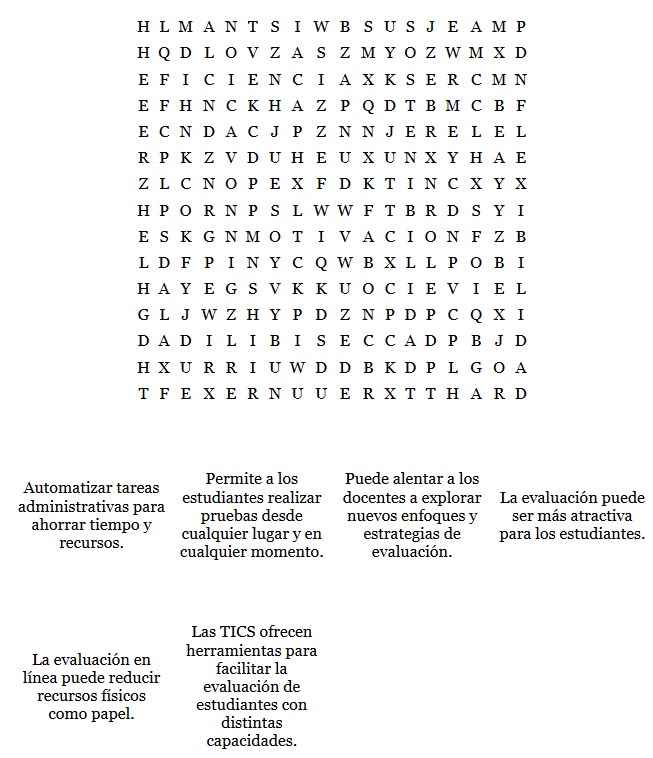 H L M A N T S I W B S U S J E A M P
H Q D L O V Z A S Z M Y O Z W M X D
E F I C I E N C I A X K S E R C M N
E F H N C K H A Z P Q D T B M C B F
E C N D A C J P Z N N J E R E L E L
R P K Z V D U H E U X U N X Y H A E
Z L C N O P E X F D K T I N C X Y X
H P O R N P S L W W F T B R D S Y I
E S K G N M O T I V A C I O N F Z B
L D F P I N Y C Q W B X L L P O B I
H A Y E G S V K K U O C I E V I E L
G L J W Z H Y P D Z N P D P C Q X I
D A D I L I B I S E C C A D P B J D
H X U R R I U W D D B K D P L G O A
T F E X E R N U U E R X T T H A R D
Automatizar tareas
administrativas para
ahorrar tiempo y
recursos.
Permite a los
estudiantes realizar
pruebas desde
cualquier lugar y en
cualquier momento.
Puede alentar a los
docentes a explorar
nuevos enfoques y
estrategias de
evaluación.
La evaluación puede
ser más atractiva
para los estudiantes.
La evaluación en
línea puede reducir
recursos físicos
como papel.
Las TICS ofrecen
herramientas para
facilitar la
evaluación de
estudiantes con
distintas
capacidades.